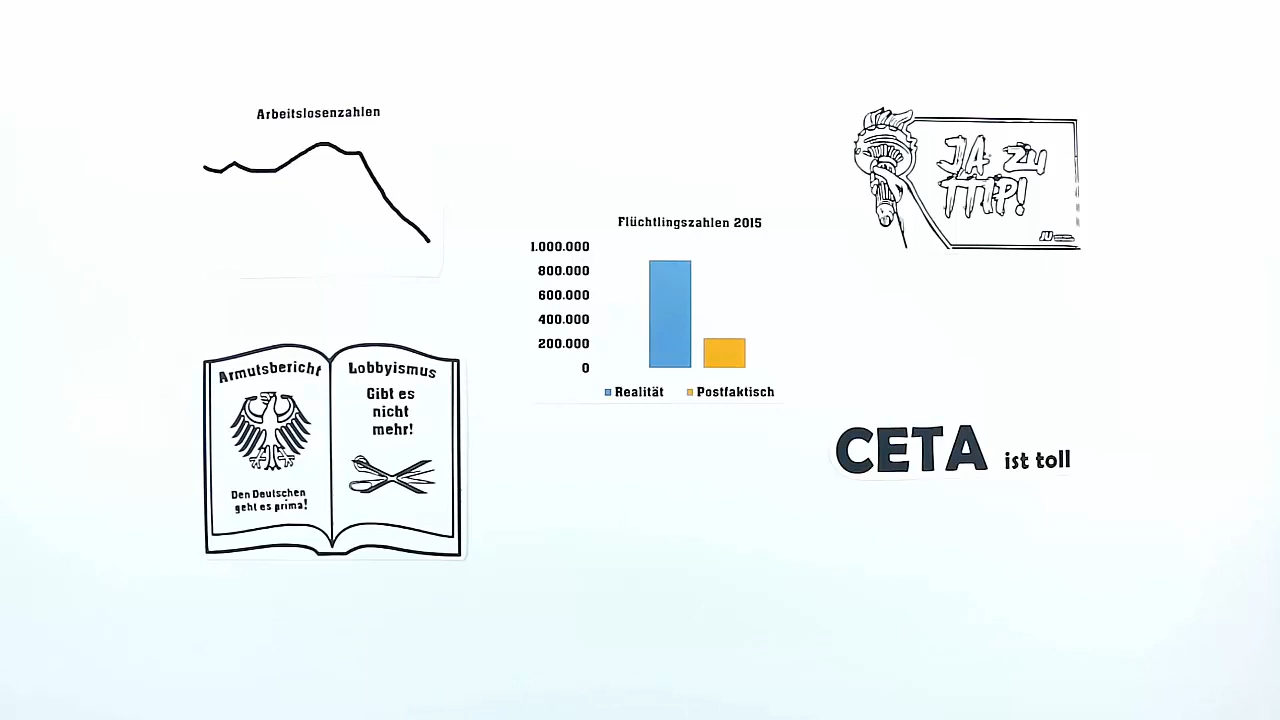 Arbeitslosenzahlen
JA ZU
TTIP!
JU
Flüchtlingszahlen 2015
1.000.000
800.000
600.000
400.000
200.000
0
Realität
Postfaktisch
Armutsbericht
Den Deutschen
geht es prima!
Lobbyismus
Gibt es
nicht
mehr!
CETA ist toll